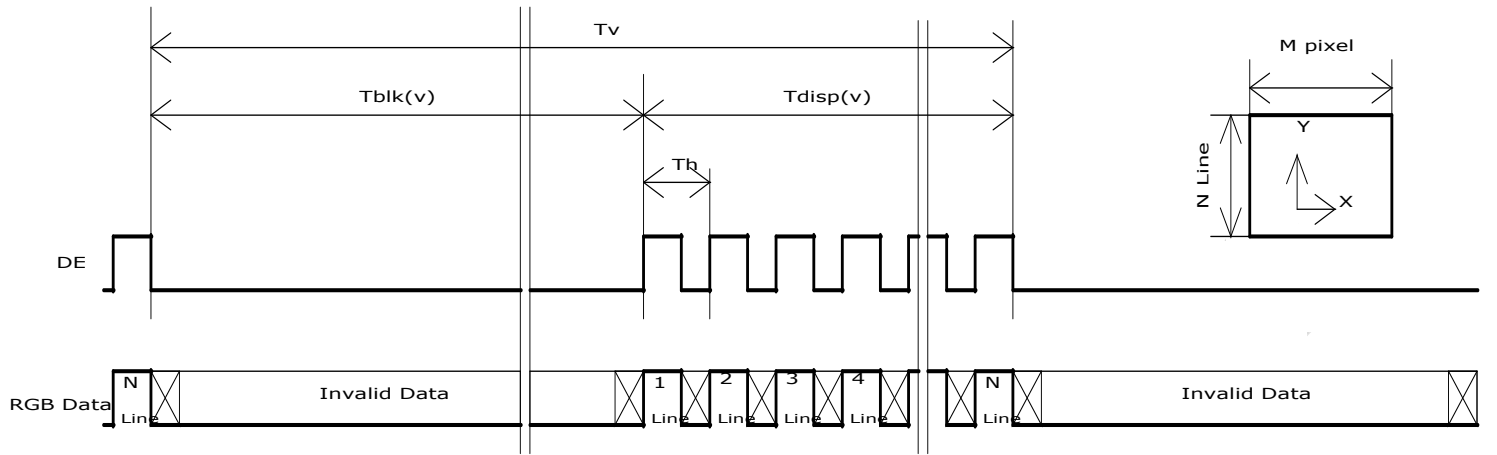 Tv
M pixel
Tblk(v)
Tdisp(v)
Y
N Line
Th
X
DE
RGB Data
N
Line
Invalid Data
1
Line
2
Line
3
Line
4
Line
N
Line
Invalid Data